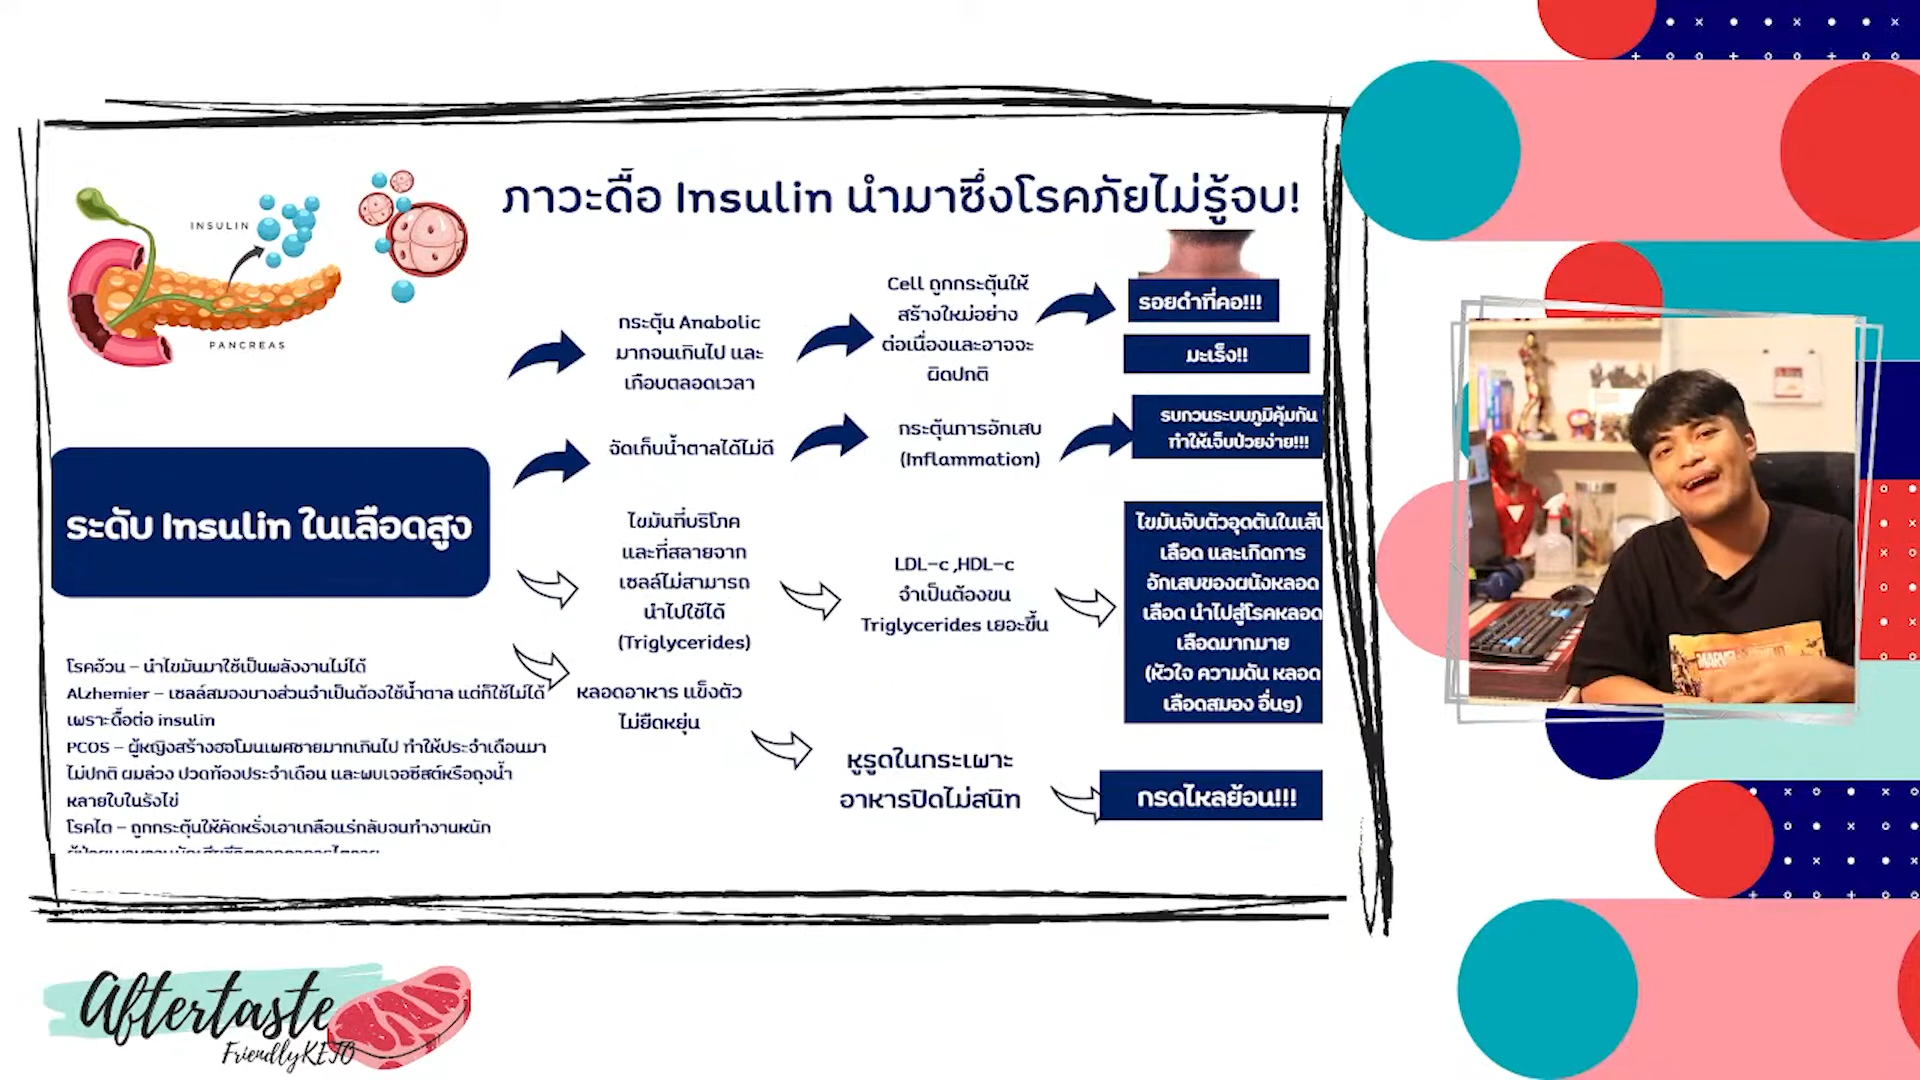 ภาวะดื้อ Insulin นำมาซึ่งโรคภัยไม่รู้จบ!
INSULIN
PANCREAS
ระดับ Insulin ในเลือดสูง
กระตุ้น Anabolic
มากจนเกินไป และ
เกือบตลอดเวลา
Cell ถูกกระตุ้นให้
สร้างใหม่อย่าง
ต่อเนื่องและอาจจะ
ผิดปกติ
รอยดำที่คอ!!!
มะเร็ง!!
จัดเก็บน้ำตาลได้ไม่ดี
กระตุ้นการอักเสบ
(Inflammation)
รบกวนระบบภูมิคุ้มกัน
ทำให้เจ็บป่วยง่าย!!!
ไขมันที่บริโภค
และที่สลายจาก
เซลล์ไม่สามารถ
นำไปใช้ได้
(Triglycerides)
LDL-c ,HDL-c
จำเป็นต้องขน
Triglycerides เยอะขึ้น
ไขมันจับตัวอุดตันในเส้น
เลือด และเกิดการ
อักเสบของผนังหลอด
เลือด นำไปสู่โรคหลอด
เลือดมากมาย
(หัวใจ ความดัน หลอด
เลือดสมอง อื่นๆ)
หลอดอาหาร แข็งตัว
ไม่ยืดหยุ่น
หูรูดในกระเพาะ
อาหารปิดไม่สนิท
กรดไหลย้อน!!!
โรคอ้วน – นำไขมันมาใช้เป็นพลังงานไม่ได้
Alzhemier – เซลล์สมองบางส่วนจำเป็นต้องใช้น้ำตาล แต่ก็ใช้ไม่ได้
เพราะดื้อต่อ insulin
PCOS – ผู้หญิงสร้างฮอโมนเพศชายมากเกินไป ทำให้ประจำเดือนมา
ไม่ปกติ ผมล่วง ปวดท้องประจำเดือน และพบเจอซีสต์หรือถุงน้ำ
หลายใบในรังไข่
โรคไต – ถูกกระตุ้นให้คัดหรั่งเอาเกลือแร่กลับจนทำงานหนัก
Aftertaste
FriendlyKETO
MARVEL